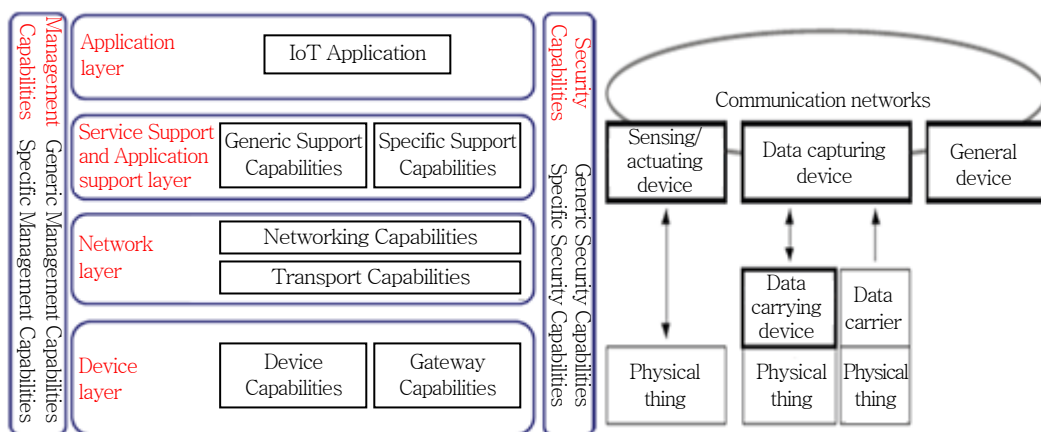 Management
Capabilities
Generic Management Capabilities
Specific Management Capabilities
Application
layer
IoT Application
Service Support
and Application
support layer
Generic Support
Capabilities
Specific Support
Capabilities
Network
layer
Networking Capabilities
Transport Capabilities
Device
layer
Device
Capabilities
Gateway
Capabilities
Security
Capabilities
Generic Security Capabilities
Specific Security Capabilities
Communication networks
Sensing/
actuating
device
Data capturing
device
General
device
Data
carrying
device
Data
carrier
Physical
thing
Physical
thing
Physical
thing